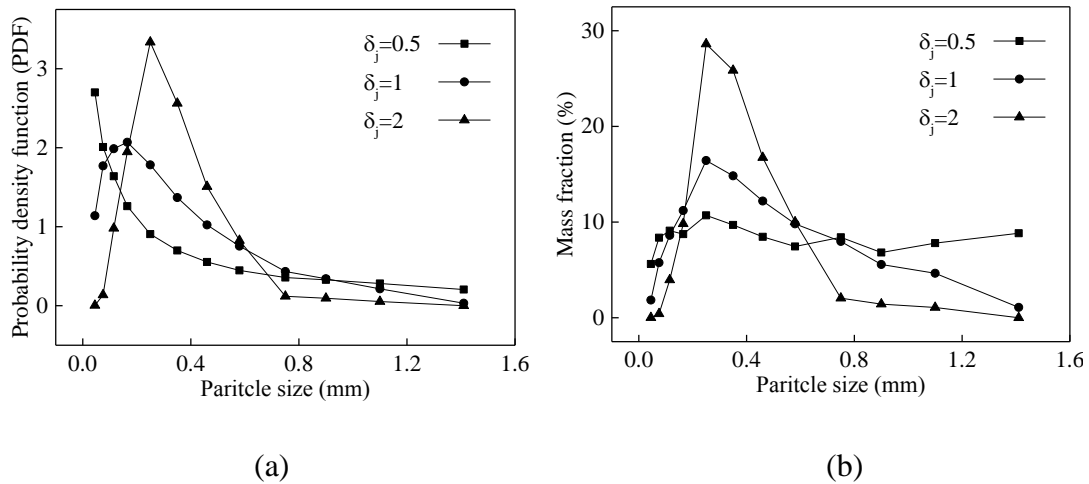 Probability density function (PDF)
3
2
1
0
δj=0.5
δj=1
δj=2
0.0 0.4 0.8 1.2 1.6
Paritcle size (mm)
(a)
Mass fraction (%)
30
20
10
0
δj=0.5
δj=1
δj=2
0.0 0.4 0.8 1.2 1.6
Paritcle size (mm)
(b)